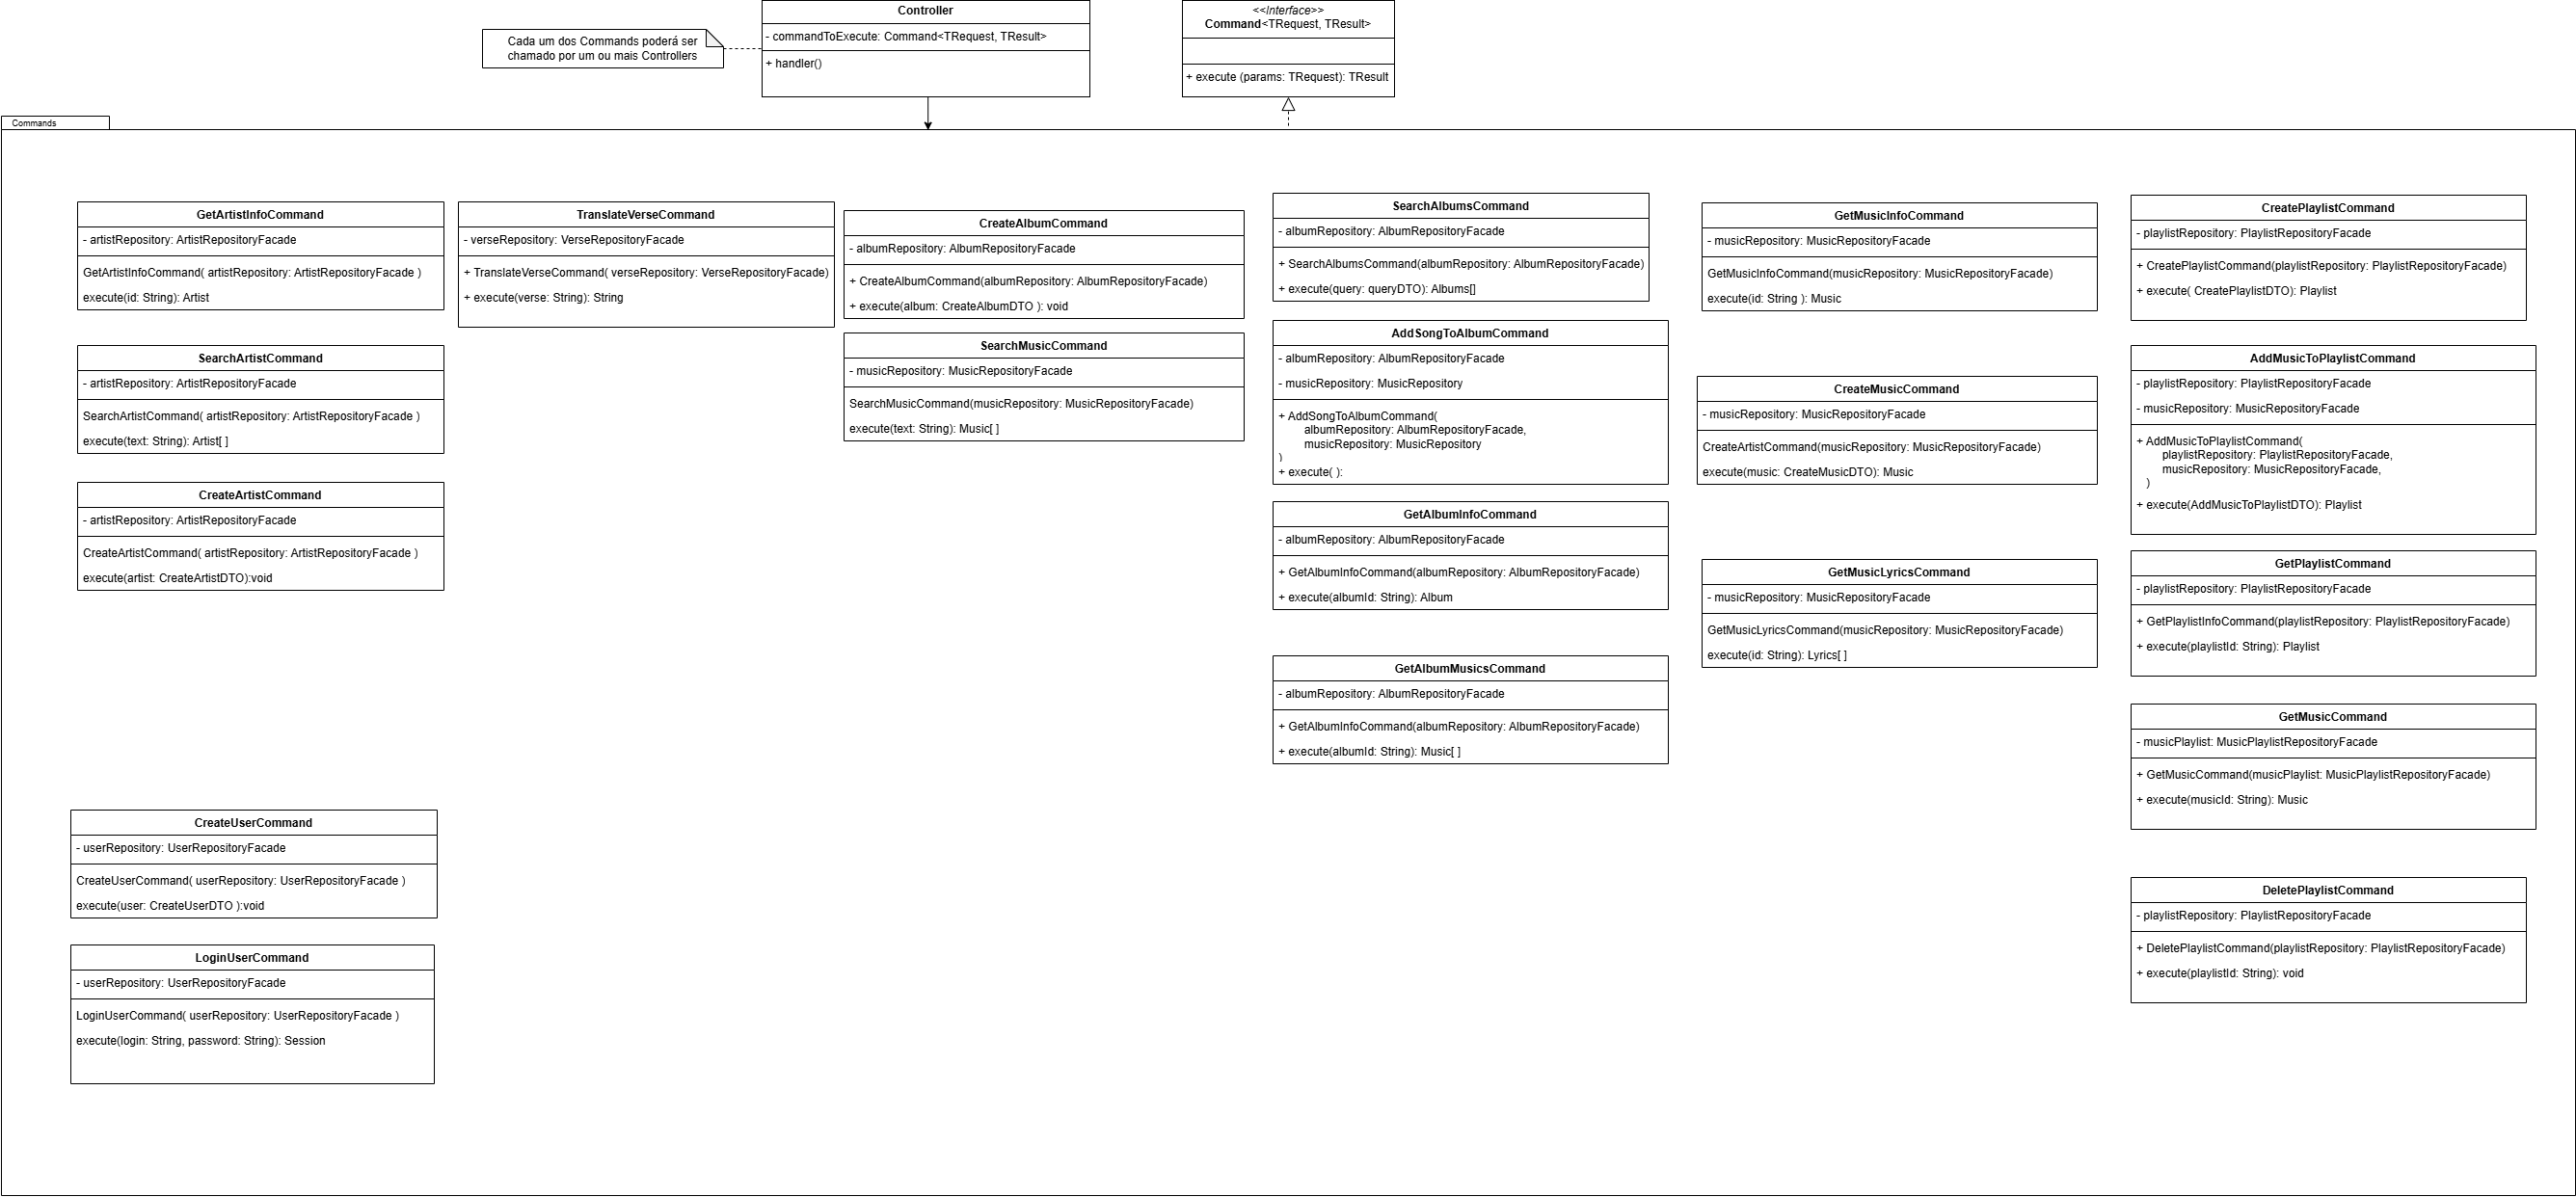 Cada um dos Commands poderá ser
chamado por um ou mais Controllers
Controller
- commandToExecute: Command<TRequest, TResult>
+ handler()
<<Interface>>
Command<TRequest, TResult>
+ execute (params: TRequest): TResult
Commands
GetArtistInfoCommand
- artistRepository: ArtistRepositoryFacade
GetArtistInfoCommand( artistRepository: ArtistRepositoryFacade )
execute(id: String): Artist
SearchArtistCommand
- artistRepository: ArtistRepositoryFacade
SearchArtistCommand( artistRepository: ArtistRepositoryFacade )
execute(text: String): Artist[ ]
CreateArtistCommand
- artistRepository: ArtistRepositoryFacade
CreateArtistCommand( artistRepository: ArtistRepositoryFacade )
execute(artist: CreateArtistDTO):void
CreateUserCommand
- userRepository: UserRepositoryFacade
CreateUserCommand( userRepository: UserRepositoryFacade )
execute(user: CreateUserDTO ):void
LoginUserCommand
- userRepository: UserRepositoryFacade
LoginUserCommand( userRepository: UserRepositoryFacade )
execute(login: String, password: String): Session
TranslateVerseCommand
- verseRepository: VerseRepositoryFacade
+ TranslateVerseCommand( verseRepository: VerseRepositoryFacade)
+ execute(verse: String): String
CreateAlbumCommand
- albumRepository: AlbumRepositoryFacade
+ CreateAlbumCommand(albumRepository: AlbumRepositoryFacade)
+ execute(album: CreateAlbumDTO ): void
SearchMusicCommand
- musicRepository: MusicRepositoryFacade
SearchMusicCommand(musicRepository: MusicRepositoryFacade)
execute(text: String): Music[ ]
SearchAlbumsCommand
- albumRepository: AlbumRepositoryFacade
+ SearchAlbumsCommand(albumRepository: AlbumRepositoryFacade)
+ execute(query: queryDTO): Albums[]
AddSongToAlbumCommand
- albumRepository: AlbumRepositoryFacade
- musicRepository: MusicRepository
+ AddSongToAlbumCommand(
albumRepository: AlbumRepositoryFacade,
musicRepository: MusicRepository
)
+ execute( ):
GetAlbumInfoCommand
- albumRepository: AlbumRepositoryFacade
+ GetAlbumInfoCommand(albumRepository: AlbumRepositoryFacade)
+ execute(albumId: String): Album
GetAlbumMusicsCommand
- albumRepository: AlbumRepositoryFacade
+ GetAlbumInfoCommand(albumRepository: AlbumRepositoryFacade)
+ execute(albumId: String): Music[ ]
GetMusicInfoCommand
- musicRepository: MusicRepositoryFacade
GetMusicInfoCommand(musicRepository: MusicRepositoryFacade)
execute(id: String ): Music
CreateMusicCommand
- musicRepository: MusicRepositoryFacade
CreateArtistCommand(musicRepository: MusicRepositoryFacade)
execute(music: CreateMusicDTO): Music
GetMusicLyricsCommand
- musicRepository: MusicRepositoryFacade
GetMusicLyricsCommand(musicRepository: MusicRepositoryFacade)
execute(id: String): Lyrics[ ]
CreatePlaylistCommand
- playlistRepository: PlaylistRepositoryFacade
+ CreatePlaylistCommand(playlistRepository: PlaylistRepositoryFacade)
+ execute( CreatePlaylistDTO): Playlist
AddMusicToPlaylistCommand
- playlistRepository: PlaylistRepositoryFacade
- musicRepository: MusicRepositoryFacade
+ AddMusicToPlaylistCommand(
playlistRepository: PlaylistRepositoryFacade,
musicRepository: MusicRepositoryFacade,
)
+ execute(AddMusicToPlaylistDTO): Playlist
GetPlaylistCommand
- playlistRepository: PlaylistRepositoryFacade
+ GetPlaylistInfoCommand(playlistRepository: PlaylistRepositoryFacade)
+ execute(playlistId: String): Playlist
GetMusicCommand
- musicPlaylist: MusicPlaylistRepositoryFacade
+ GetMusicCommand(musicPlaylist: MusicPlaylistRepositoryFacade)
+ execute(musicId: String): Music
DeletePlaylistCommand
- playlistRepository: PlaylistRepositoryFacade
+ DeletePlaylistCommand(playlistRepository: PlaylistRepositoryFacade)
+ execute(playlistId: String): void